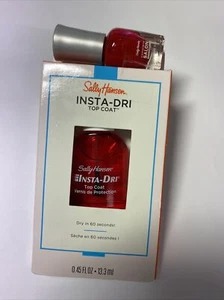 Sally Hansen
INSTA-DRI
TOP COAT™
Sally Hansen
INSTA-DRI®
Top Coat
Vernis de Protection
Dry in 60 seconds!
Sèche en 60 secondes!
0.45 FL OZ • 13.3 mL